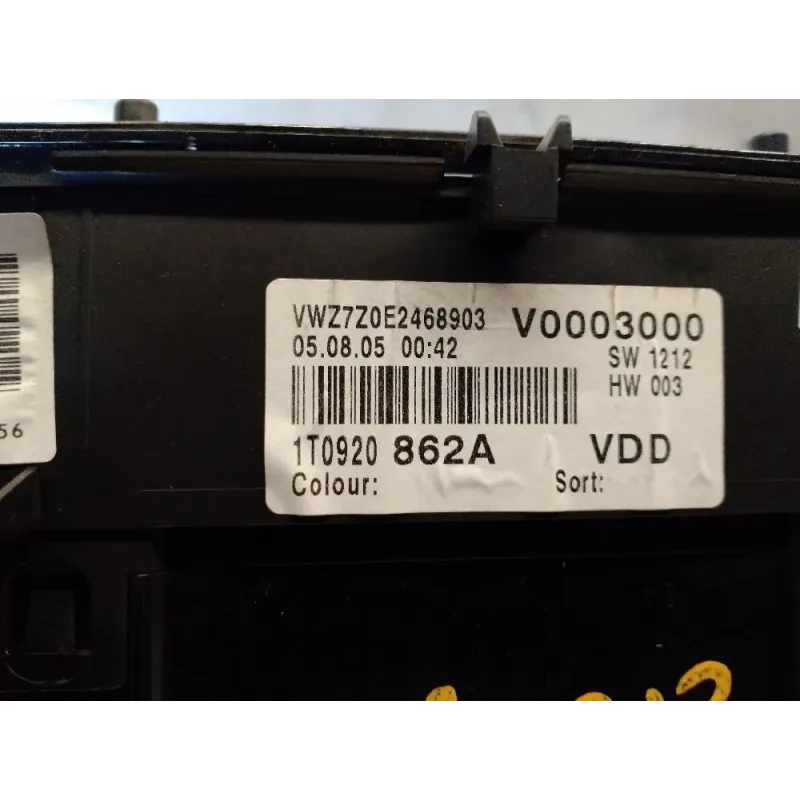 VWZ7Z0E2468903 V0003000
05.08.05 00:42 SW 1212
HW 003
1T0920 862A VDD
Colour: Sort:
56